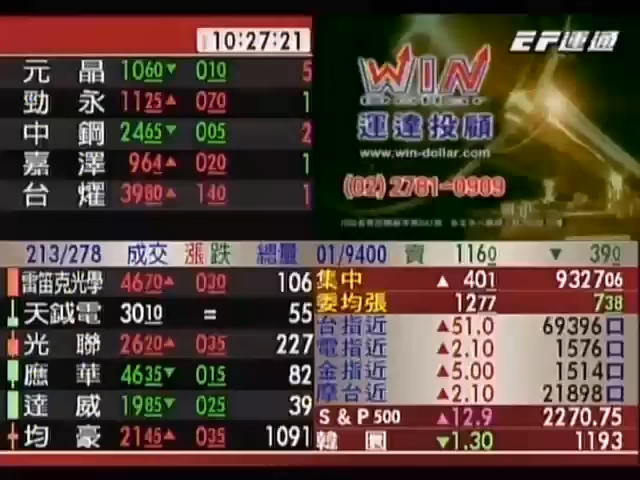 10:27:21
元晶 1060▼ 010 5
勁永 1125▲ 070 1
中鋼 2465▼ 005 2
嘉澤 964▲ 020 1
台燿 3980▲ 140 1
EF運通
WIN
運達投顧
www.win-dollar.com
(02) 2781-0909
213/278 成交 漲跌 總量
雷笛克光學 4670▲ 030 106
天鉞電 3010 = 55
光聯 2620▲ 035 227
應華 4635▼ 015 82
達威 1985▼ 025 39
均豪 2145▲ 035 1091
01/9400 賣 1160 ▼ 390
集中 ▲ 401 932706
委均張 1277 738
台指近 ▲51.0 69396口
電指近 ▲2.10 1576口
金指近 ▲5.00 1514口
摩台近 ▲2.10 21898口
S & P 500 ▲12.9 2270.75
韓圜 ▼1.30 1193